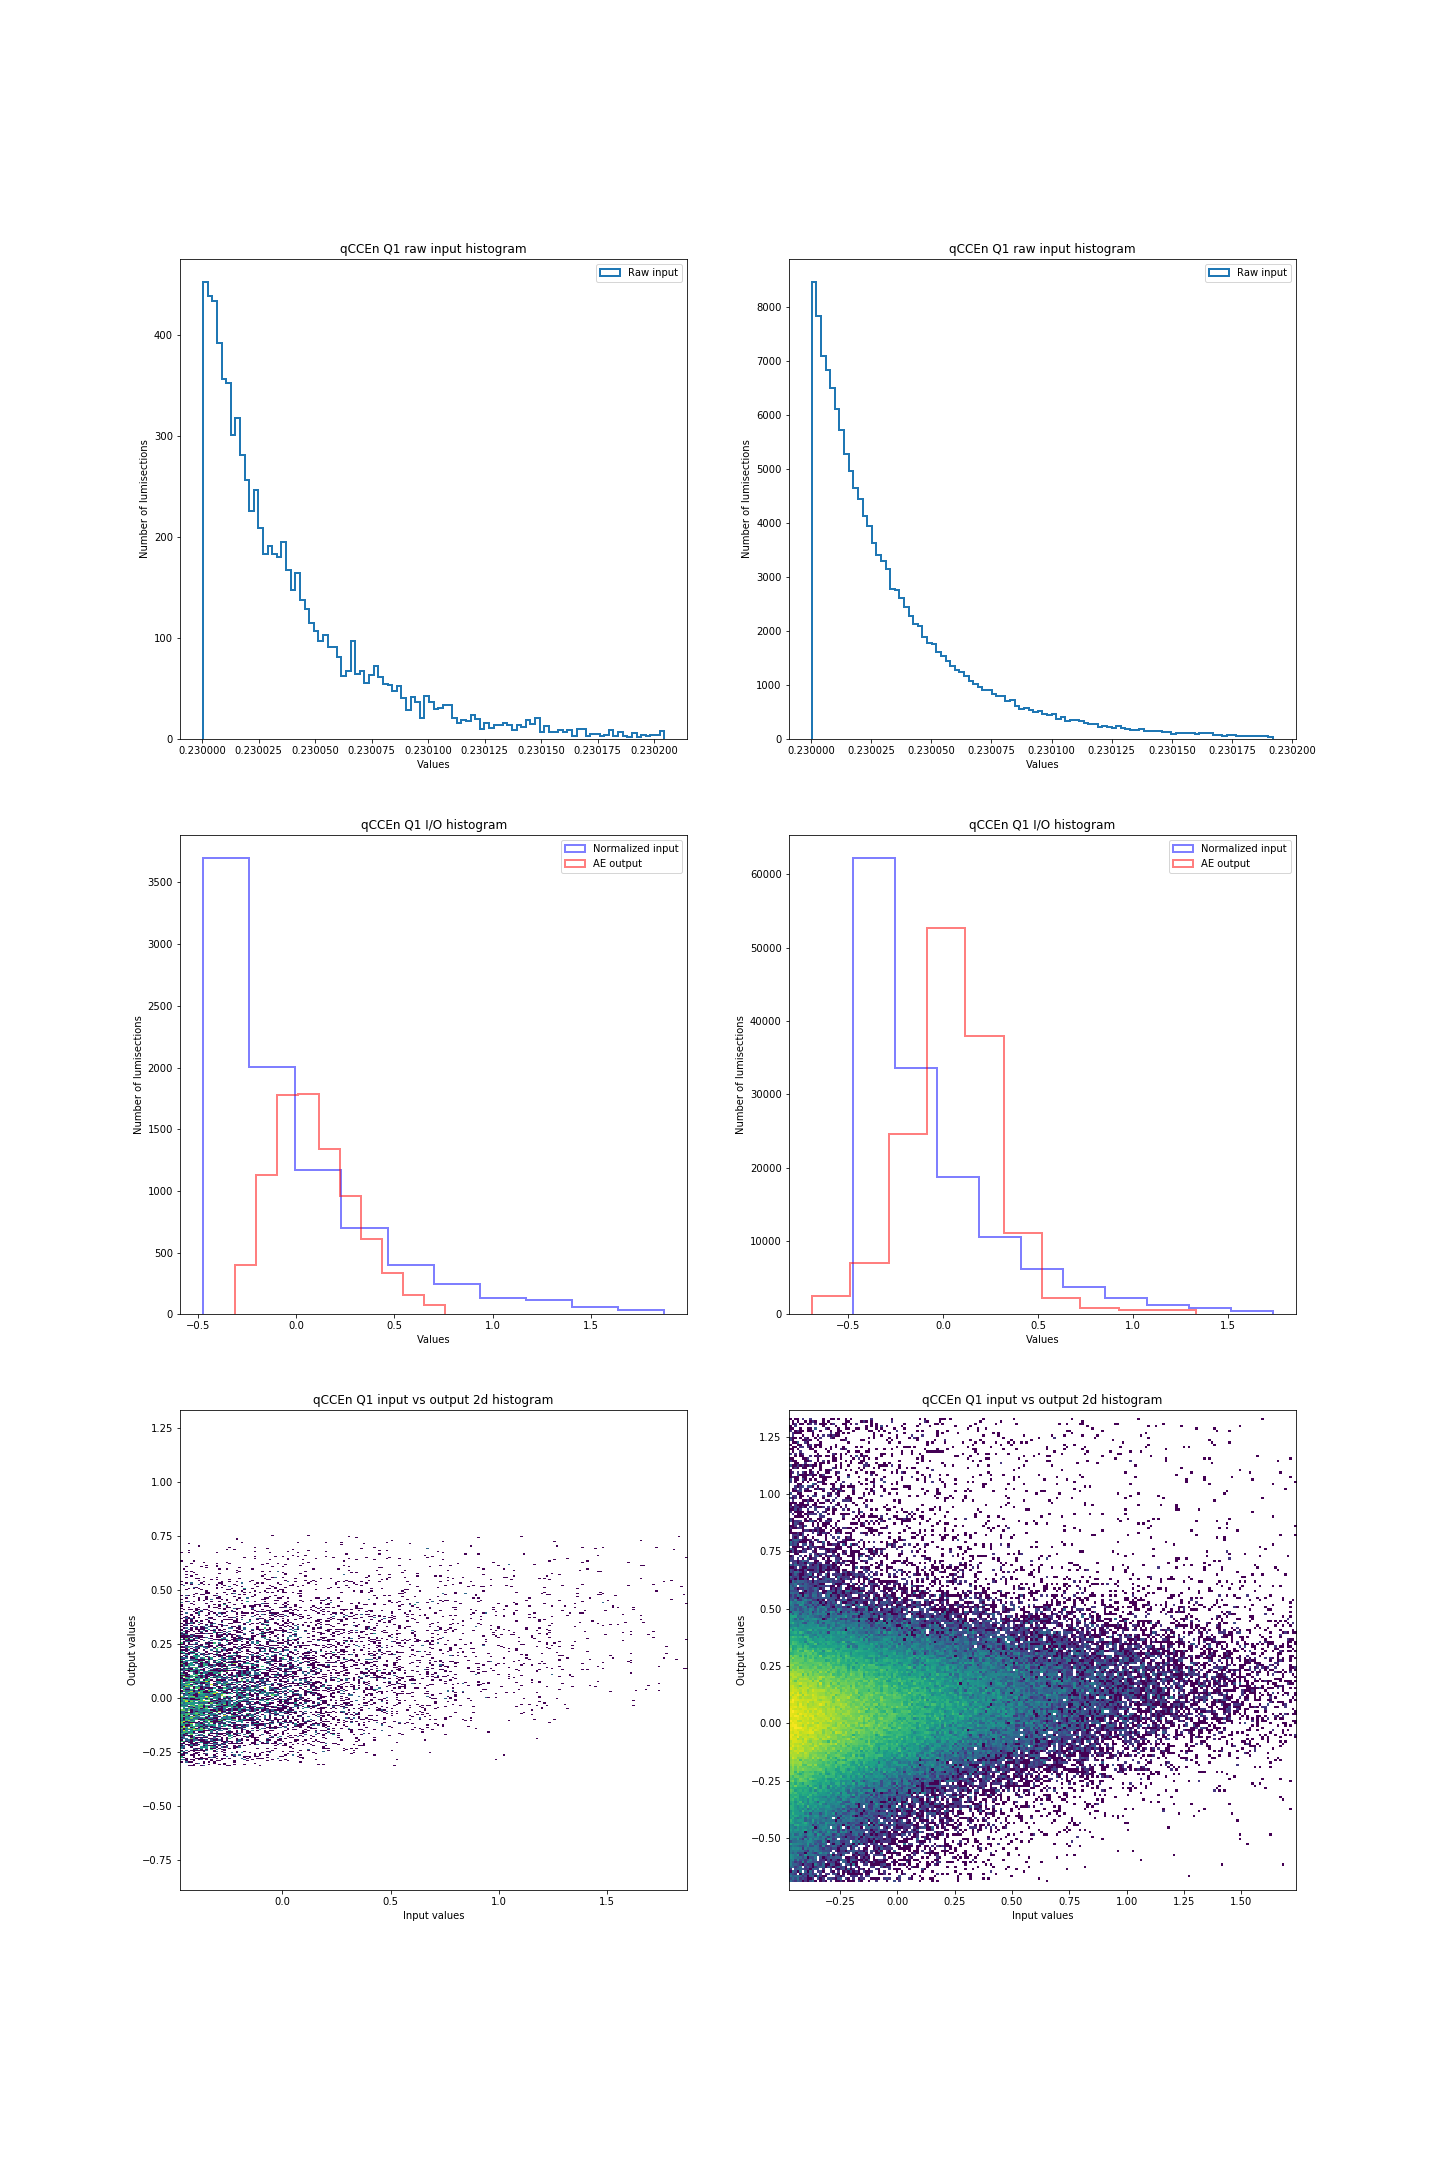 qCCEn Q1 raw input histogram
Raw input
Number of lumisections
400
300
200
100
0
0.230000 0.230025 0.230050 0.230075 0.230100 0.230125 0.230150 0.230175 0.230200
Values
qCCEn Q1 raw input histogram
Raw input
Number of lumisections
8000
7000
6000
5000
4000
3000
2000
1000
0
0.230000 0.230025 0.230050 0.230075 0.230100 0.230125 0.230150 0.230175 0.230200
Values
qCCEn Q1 I/O histogram
Normalized input
AE output
Number of lumisections
3500
3000
2500
2000
1500
1000
500
0
−0.5 0.0 0.5 1.0 1.5
Values
qCCEn Q1 I/O histogram
Normalized input
AE output
Number of lumisections
60000
50000
40000
30000
20000
10000
0
−0.5 0.0 0.5 1.0 1.5
Values
qCCEn Q1 input vs output 2d histogram
Output values
1.25
1.00
0.75
0.50
0.25
0.00
−0.25
−0.50
−0.75
0.0 0.5 1.0 1.5
Input values
qCCEn Q1 input vs output 2d histogram
Output values
1.25
1.00
0.75
0.50
0.25
0.00
−0.25
−0.50
−0.25 0.00 0.25 0.50 0.75 1.00 1.25 1.50
Input values